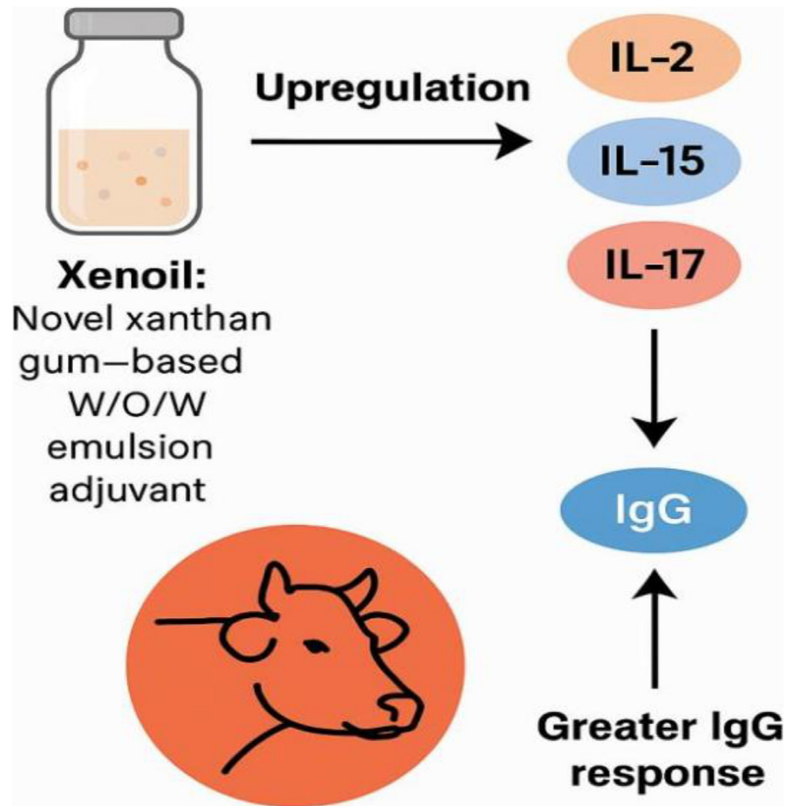 Upregulation
IL-2
IL-15
IL-17
Xenoil:
Novel xanthan
gum—based
W/O/W
emulsion
adjuvant
IgG
Greater IgG
response